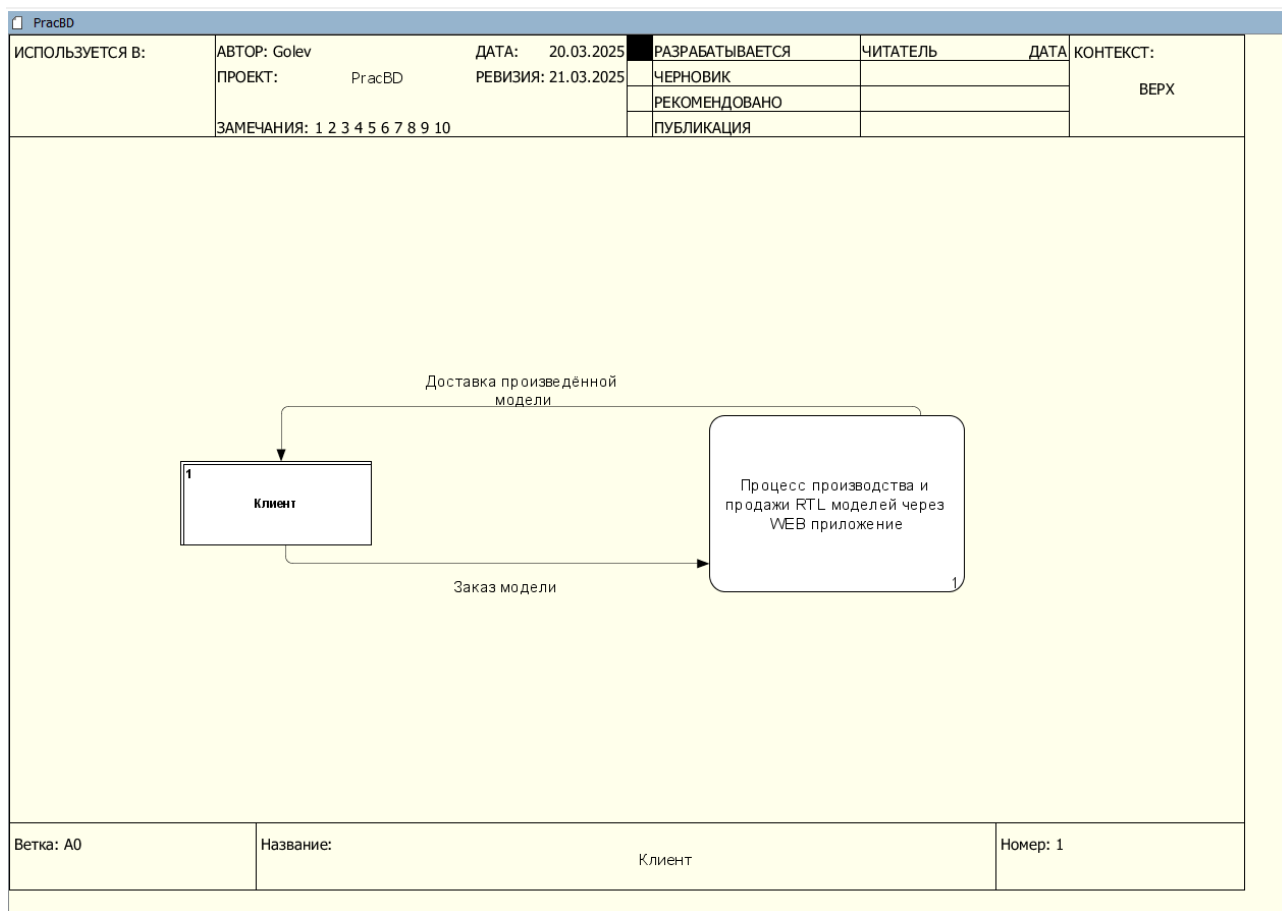 PracBD
ИСПОЛЬЗУЕТСЯ В:
АВТОР: Golev
ДАТА: 20.03.2025
ПРОЕКТ: PracBD
РЕВИЗИЯ: 21.03.2025
ЗАМЕЧАНИЯ: 1 2 3 4 5 6 7 8 9 10
РАЗРАБАТЫВАЕТСЯ
ЧЕРНОВИК
РЕКОМЕНДОВАНО
ПУБЛИКАЦИЯ
ЧИТАТЕЛЬ
ДАТА
КОНТЕКСТ:
ВЕРХ
Доставка произведённой
модели
1
Клиент
Процесс производства и
продажи RTL моделей через
WEB приложение
1
Заказ модели
Ветка: A0
Название:
Клиент
Номер: 1